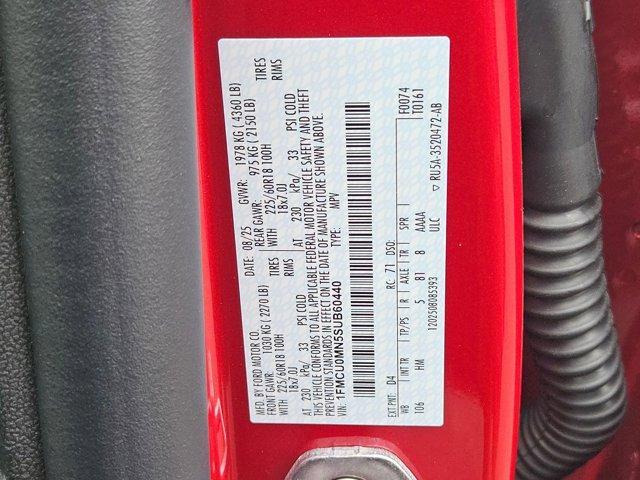 MFD. BY FORD MOTOR CO.
DATE: 08/25 GVWR: 1978 KG ( 4360 LB)
FRONT GAWR: 1030 KG ( 2270 LB) REAR GAWR: 975 KG ( 2150 LB)
WITH 225/60R18 100H TIRES WITH 225/60R18 100H TIRES
18x7.0J RIMS 18x7.0J RIMS
AT 230 kPa/ 33 PSI COLD AT 230 kPa/ 33 PSI COLD
THIS VEHICLE CONFORMS TO ALL APPLICABLE FEDERAL MOTOR VEHICLE SAFETY AND THEFT
PREVENTION STANDARDS IN EFFECT ON THE DATE OF MANUFACTURE SHOWN ABOVE.
VIN: 1FMCU0MN5SUB60440 TYPE: MPV
F0074
T0161
EXT PNT: D4 RC: 71 DSO:
WB INT TR TP/PS R AXLE TR SPR
106 HM 5 B1 8 AAAA
ULC
1202508085393 ▽ RU5A-3520472-AB